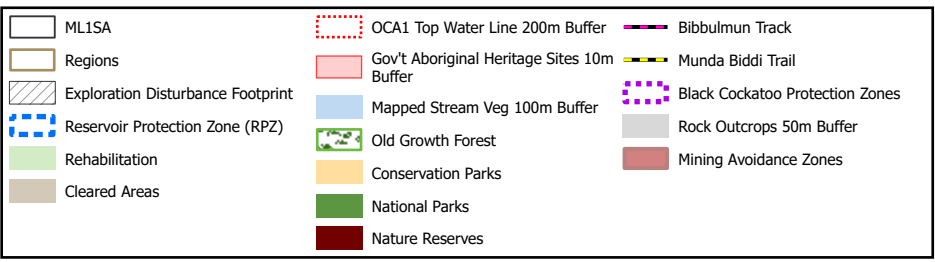 ML1SA
Regions
Exploration Disturbance Footprint
Reservoir Protection Zone (RPZ)
Rehabilitation
Cleared Areas
OCA1 Top Water Line 200m Buffer
Gov't Aboriginal Heritage Sites 10m
Buffer
Mapped Stream Veg 100m Buffer
Old Growth Forest
Conservation Parks
National Parks
Nature Reserves
Bibbulmun Track
Munda Biddi Trail
Black Cockatoo Protection Zones
Rock Outcrops 50m Buffer
Mining Avoidance Zones